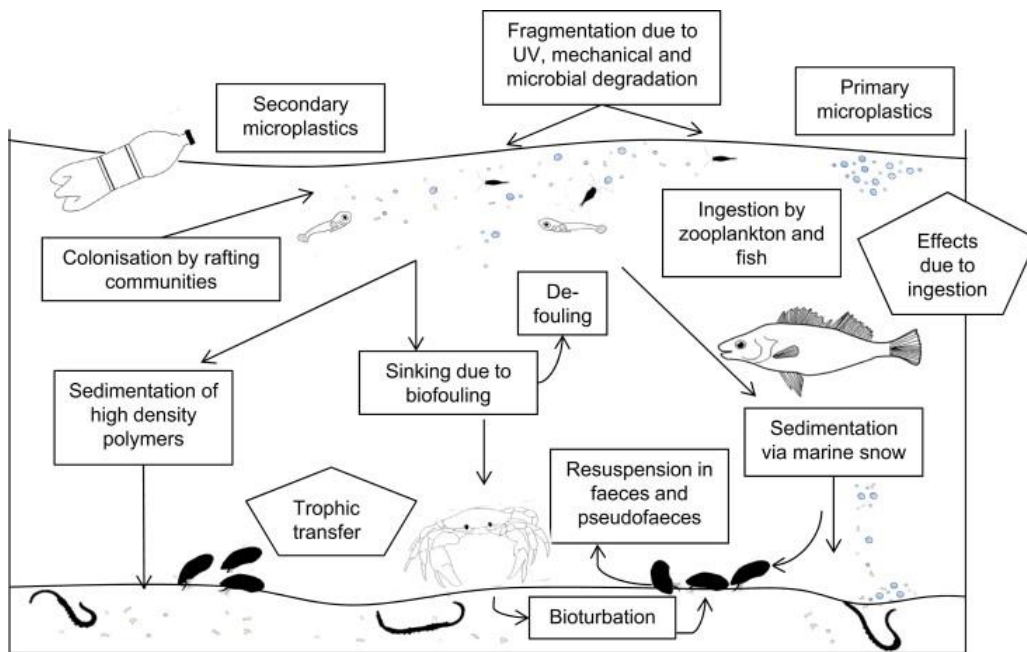 Fragmentation due to
UV, mechanical and
microbial degradation
Secondary
microplastics
Primary
microplastics
Ingestion by
zooplankton and
fish
Effects
due to
ingestion
Colonisation by rafting
communities
De-
fouling
Sinking due to
biofouling
Sedimentation of
high density
polymers
Sedimentation
via marine snow
Resuspension in
faeces and
pseudofaeces
Trophic
transfer
Bioturbation